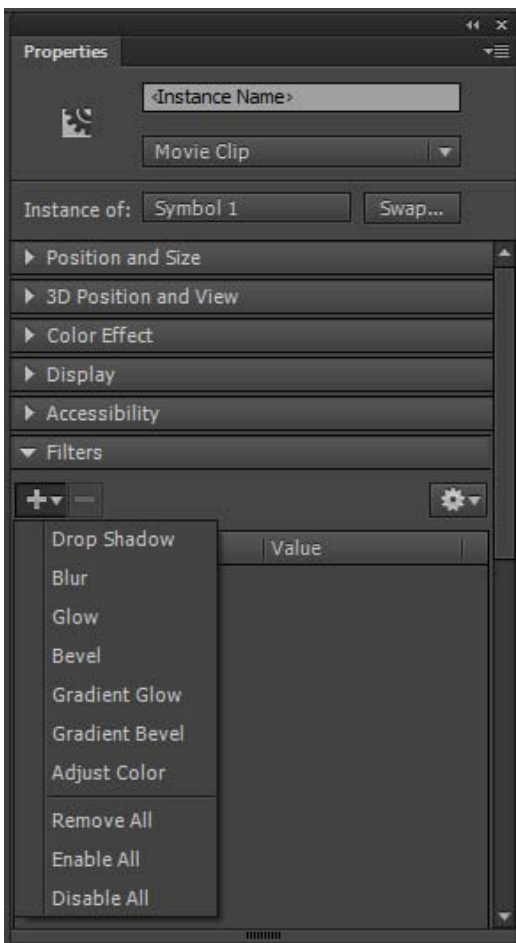 Properties
<Instance Name>
Movie Clip
Instance of: Symbol 1 Swap...
Position and Size
3D Position and View
Color Effect
Display
Accessibility
Filters
Value
Drop Shadow
Blur
Glow
Bevel
Gradient Glow
Gradient Bevel
Adjust Color
Remove All
Enable All
Disable All